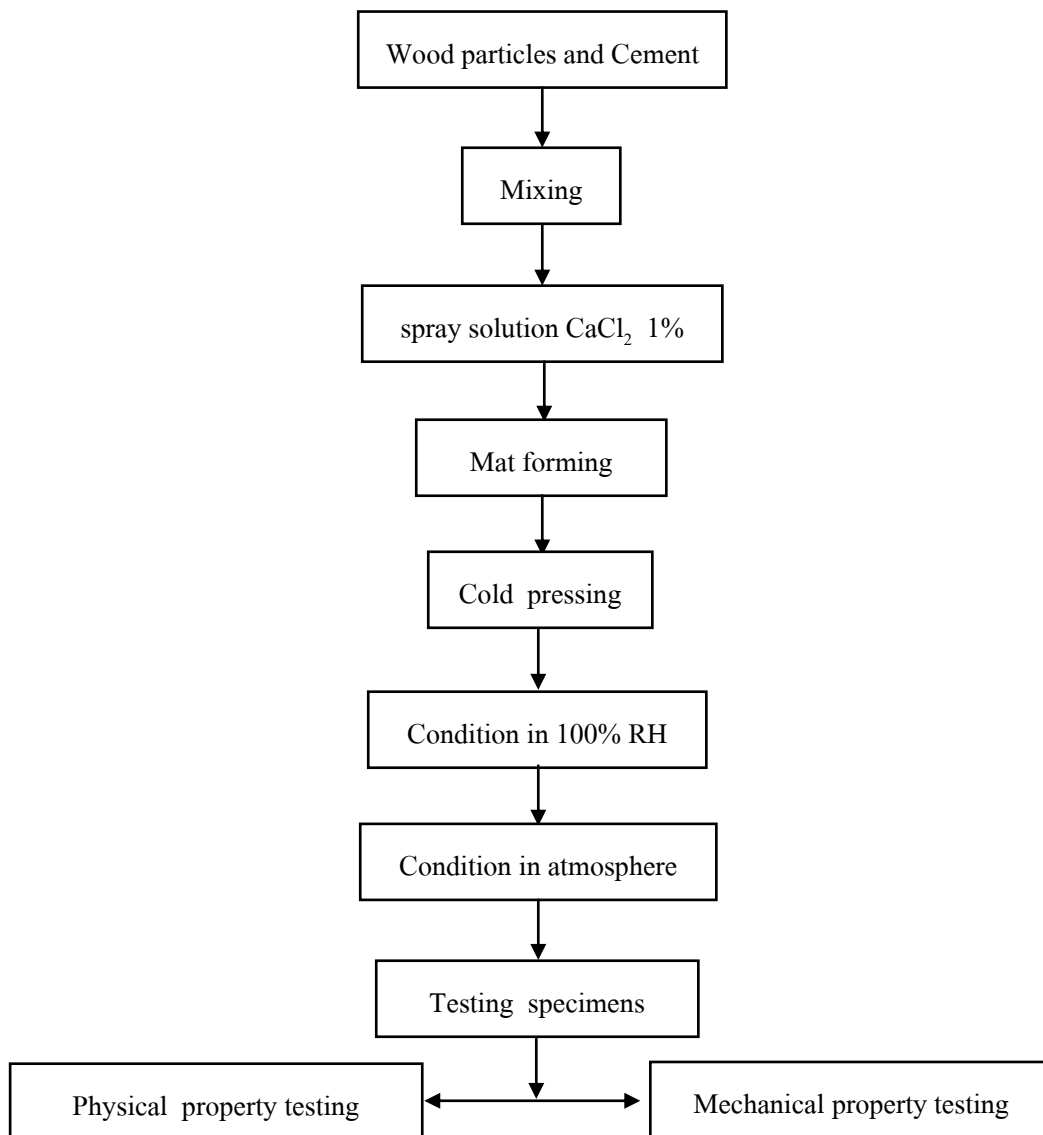 Wood particles and Cement
Mixing
spray solution CaCl₂ 1%
Mat forming
Cold pressing
Condition in 100% RH
Condition in atmosphere
Testing specimens
Physical property testing
Mechanical property testing